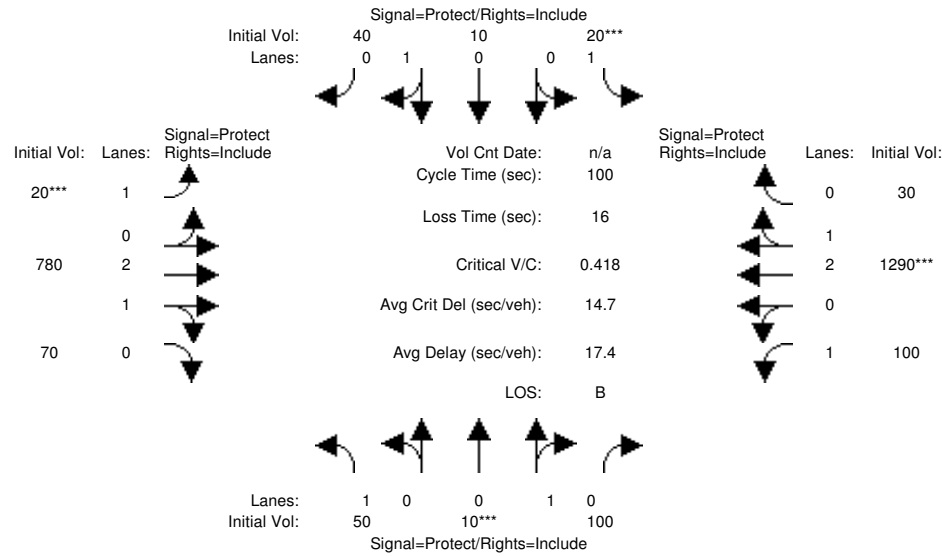 Signal=Protect/Rights=Include
Initial Vol: 40 10 20***
Lanes: 0 1 0 0 1
Signal=Protect
Initial Vol: Lanes: Rights=Include
Vol Cnt Date: n/a
Signal=Protect
Rights=Include Lanes: Initial Vol:
Cycle Time (sec): 100
20*** 1
0 30
Loss Time (sec): 16
0
1
780 2
Critical V/C: 0.418
2 1290***
1
Avg Crit Del (sec/veh): 14.7
0
70 0
Avg Delay (sec/veh): 17.4
1 100
LOS: B
Lanes: 1 0 0 1 0
Initial Vol: 50 10*** 100
Signal=Protect/Rights=Include